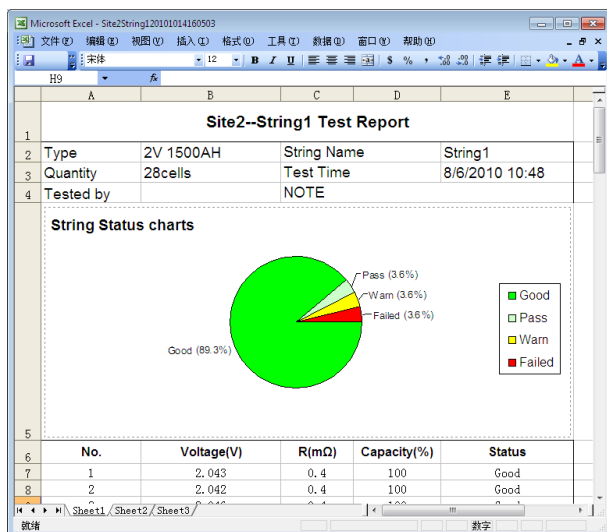 Microsoft Excel - Site2String120101014160503
文件(F) 编辑(E) 视图(V) 插入(I) 格式(O) 工具(T) 数据(D) 窗口(W) 帮助(H)
宋体 12 B I U $ % ,
H9 fx
A B C D E
1 Site2--String1 Test Report
2 Type 2V 1500AH String Name String1
3 Quantity 28cells Test Time 8/6/2010 10:48
4 Tested by NOTE
String Status charts
Pass (3.6%)
Warn (3.6%)
Failed (3.6%)
Good (89.3%)
Good
Pass
Warn
Failed
5
6 No. Voltage(V) R(mΩ) Capacity(%) Status
7 1 2.043 0.4 100 Good
8 2 2.042 0.4 100 Good
Sheet1 Sheet2 Sheet3
就绪 数字